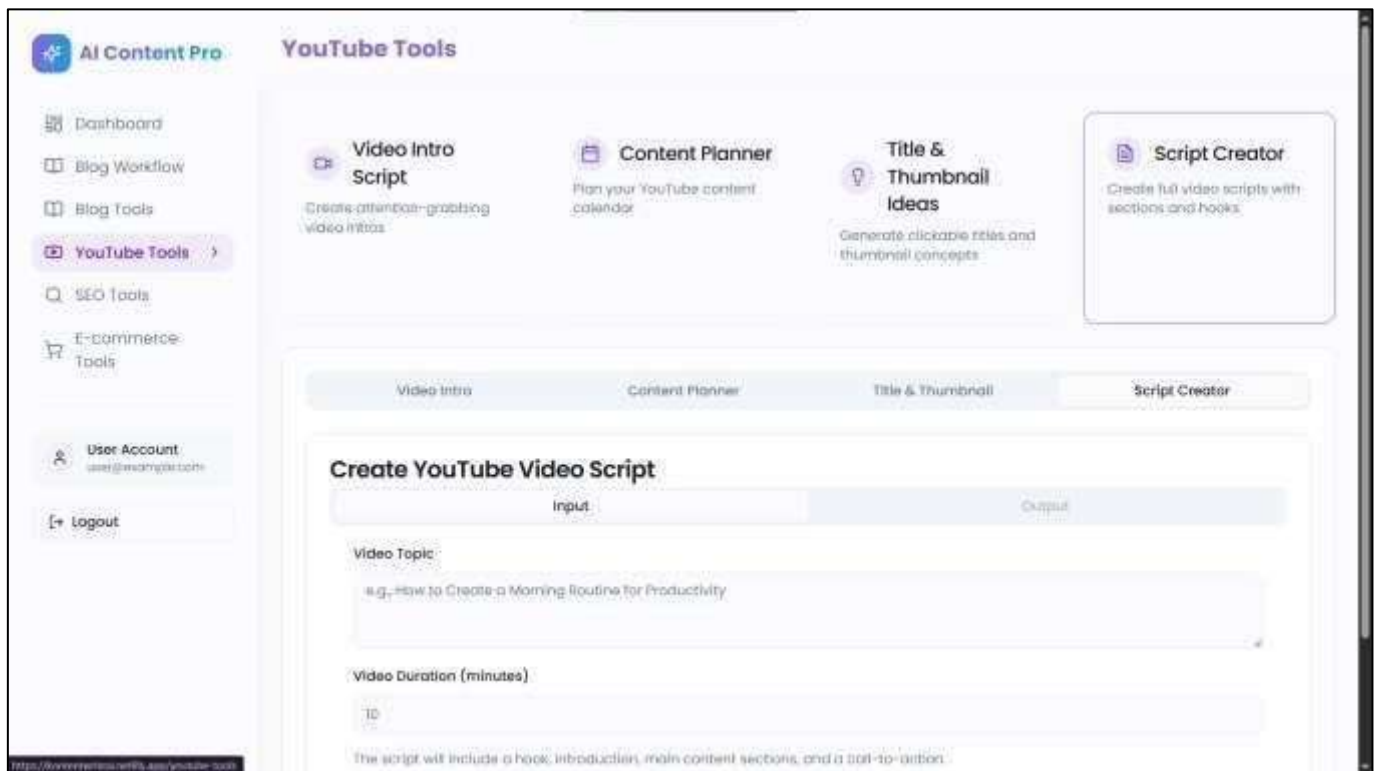 AI Content Pro
YouTube Tools
Dashboard
Blog Workflow
Blog Tools
YouTube Tools
SEO Tools
E-commerce
Tools
User Account
user@example.com
Logout
Video Intro
Script
Create attention-grabbing
video intros
Content Planner
Plan your YouTube content
calendar
Title &
Thumbnail
Ideas
Generate clickable titles and
thumbnail concepts
Script Creator
Create full video scripts with
sections and hooks
Video Intro
Content Planner
Title & Thumbnail
Script Creator
Create YouTube Video Script
Input
Output
Video Topic
e.g., How to Create a Morning Routine for Productivity
Video Duration (minutes)
10
The script will include a hook, introduction, main content sections, and a call-to-action.